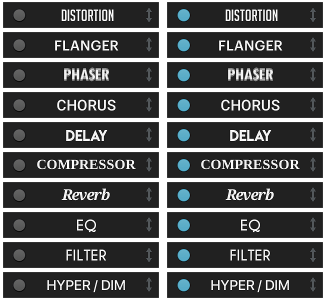 DISTORTION DISTORTION
FLANGER FLANGER
PHASER PHASER
CHORUS CHORUS
DELAY DELAY
COMPRESSOR COMPRESSOR
Reverb Reverb
EQ EQ
FILTER FILTER
HYPER / DIM HYPER / DIM